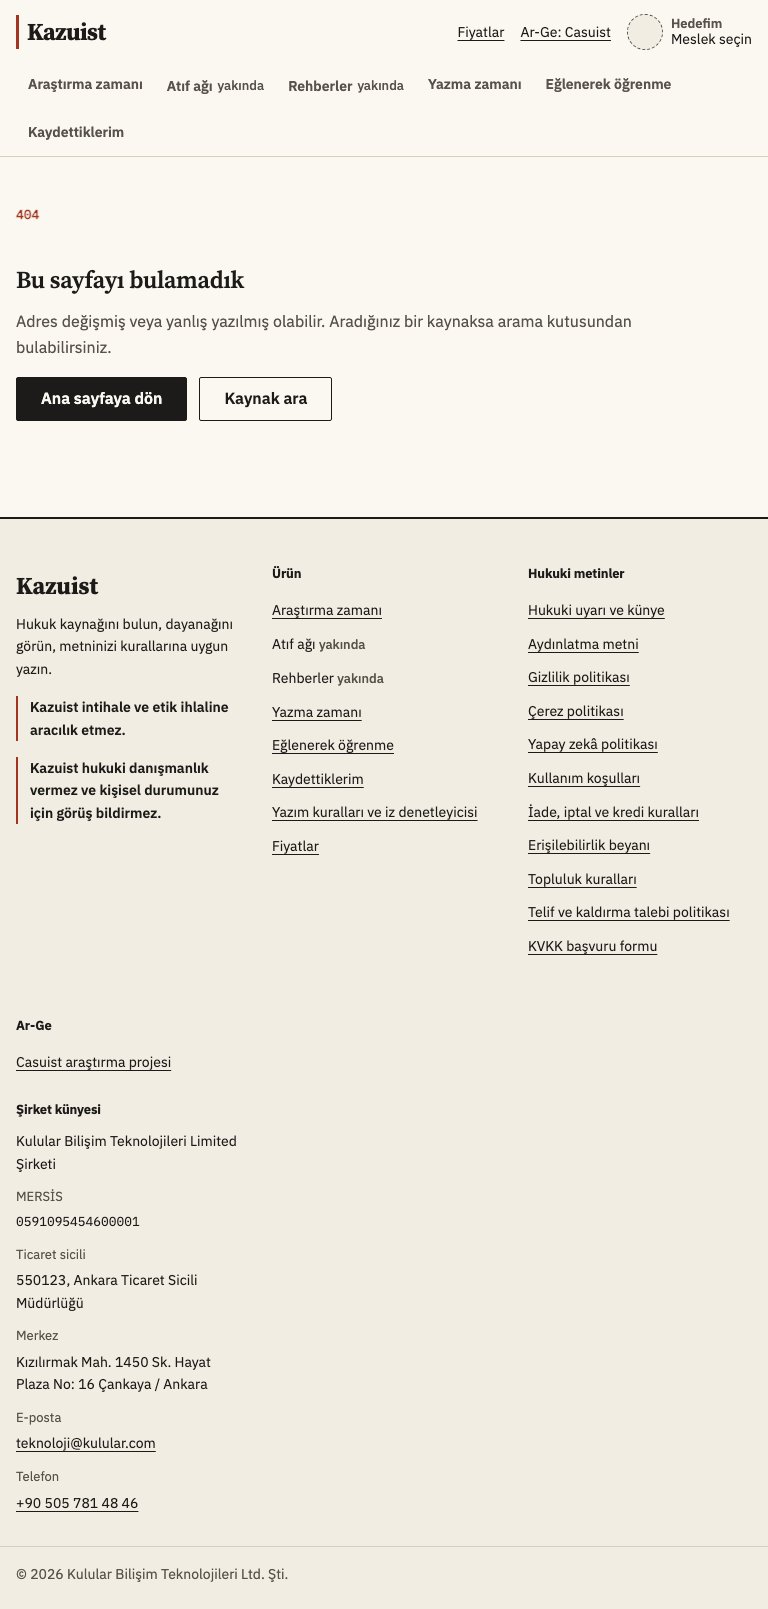 Kazuist
Fiyatlar
Ar-Ge: Casuist
Hedefim
Meslek seçin
Araştırma zamanı
Atıf ağı yakında
Rehberler yakında
Yazma zamanı
Eğlenerek öğrenme
Kaydettiklerim
404
Bu sayfayı bulamadık
Adres değişmiş veya yanlış yazılmış olabilir. Aradığınız bir kaynaksa arama kutusundan
bulabilirsiniz.
Ana sayfaya dön
Kaynak ara
Kazuist
Hukuk kaynağını bulun, dayanağını
görün, metninizi kurallarına uygun
yazın.
Kazuist intihale ve etik ihlaline
aracılık etmez.
Kazuist hukuki danışmanlık
vermez ve kişisel durumunuz
için görüş bildirmez.
Ürün
Araştırma zamanı
Atıf ağı yakında
Rehberler yakında
Yazma zamanı
Eğlenerek öğrenme
Kaydettiklerim
Yazım kuralları ve iz denetleyicisi
Fiyatlar
Hukuki metinler
Hukuki uyarı ve künye
Aydınlatma metni
Gizlilik politikası
Çerez politikası
Yapay zekâ politikası
Kullanım koşulları
İade, iptal ve kredi kuralları
Erişilebilirlik beyanı
Topluluk kuralları
Telif ve kaldırma talebi politikası
KVKK başvuru formu
Ar-Ge
Casuist araştırma projesi
Şirket künyesi
Kulular Bilişim Teknolojileri Limited
Şirketi
MERSİS
0591095454600001
Ticaret sicili
550123, Ankara Ticaret Sicili
Müdürlüğü
Merkez
Kızılırmak Mah. 1450 Sk. Hayat
Plaza No: 16 Çankaya / Ankara
E-posta
teknoloji@kulular.com
Telefon
+90 505 781 48 46
© 2026 Kulular Bilişim Teknolojileri Ltd. Şti.